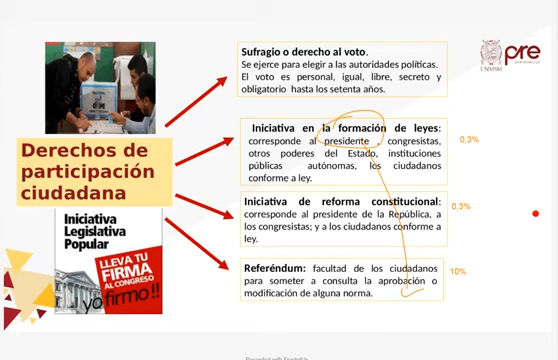 Derechos de
participación
ciudadana
Iniciativa
Legislativa
Popular
LLEVA TU
FIRMA
AL CONGRESO
yo firmo!!
Sufragio o derecho al voto.
Se ejerce para elegir a las autoridades políticas.
El voto es personal, igual, libre, secreto y
obligatorio hasta los setenta años.
Iniciativa en la formación de leyes:
corresponde al presidente , congresistas,
otros poderes del Estado, instituciones
públicas autónomas, los ciudadanos
conforme a ley.
0,3%
Iniciativa de reforma constitucional:
corresponde al presidente de la República, a
los congresistas; y a los ciudadanos conforme a
ley.
0,3%
Referéndum: facultad de los ciudadanos
para someter a consulta la aprobación o
modificación de alguna norma.
10%
pre
UNMSM